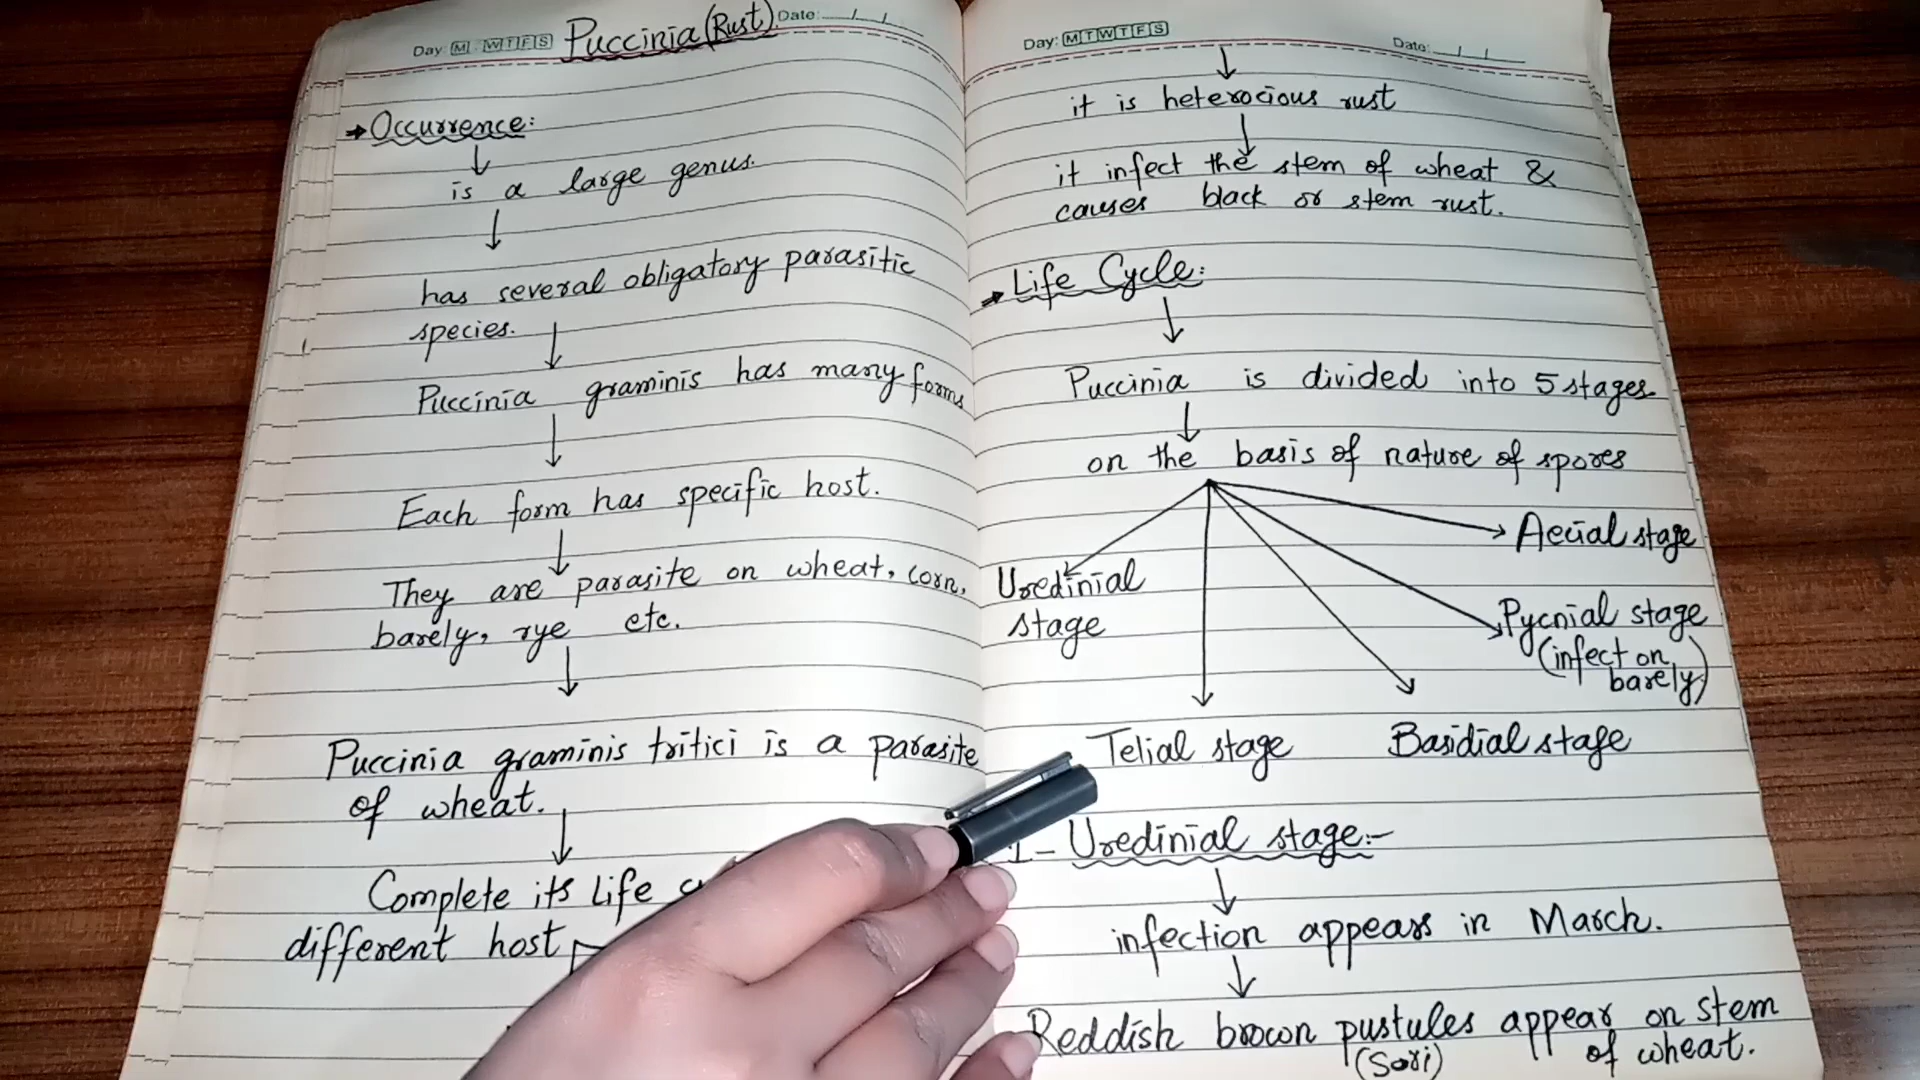 Day: M W T F S Puccinia (Rust) Date: / /
→ Occurrence:
is a large genus.
has several obligatory parasitic
species.
Puccinia graminis has many forms
Each form has specific host.
They are parasite on wheat, corn,
barely, rye etc.
Puccinia graminis tritici is a parasite
of wheat.
Complete its Life
different host
Day: M T W T F S Date: / /
it is heterocious rust
it infect the stem of wheat &
causes black or stem rust.
→ Life Cycle:
Puccinia is divided into 5 stages
on the basis of nature of spores
Aecial stage
Uredinial
stage
Pycnial stage
(infect on
barely)
Telial stage
Basidial stage
1- Uredinial stage:-
infection appears in March.
Reddish brown pustules appear on stem
(Sori) of wheat.